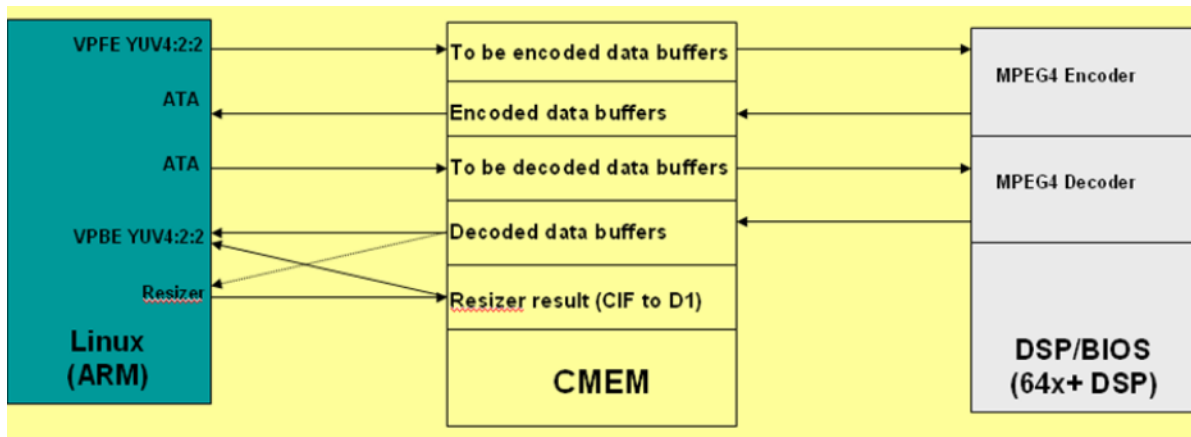 VPFE YUV4:2:2
ATA
ATA
VPBE YUV4:2:2
Resizer
Linux
(ARM)
To be encoded data buffers
Encoded data buffers
To be decoded data buffers
Decoded data buffers
Resizer result (CIF to D1)
CMEM
MPEG4 Encoder
MPEG4 Decoder
DSP/BIOS
(64x+ DSP)